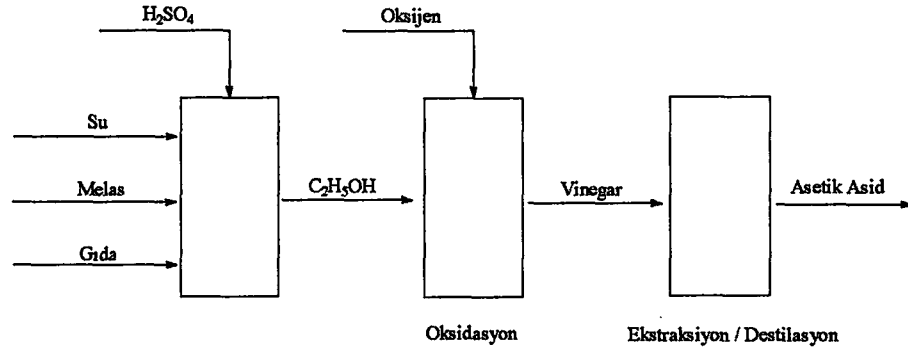 H₂SO₄
Oksijen
Su
Melas
Gıda
C₂H₅OH
Vinegar
Asetik Asid
Oksidasyon
Ekstraksiyon / Destilasyon